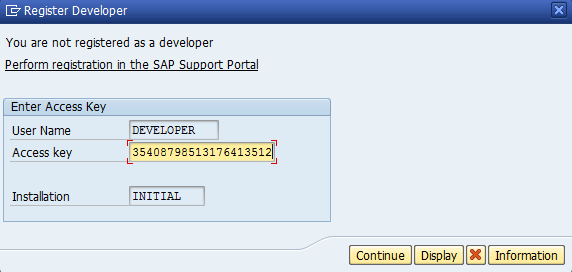 Register Developer
You are not registered as a developer
Perform registration in the SAP Support Portal
Enter Access Key
User Name DEVELOPER
Access key 35408798513176413512
Installation INITIAL
Continue Display Information